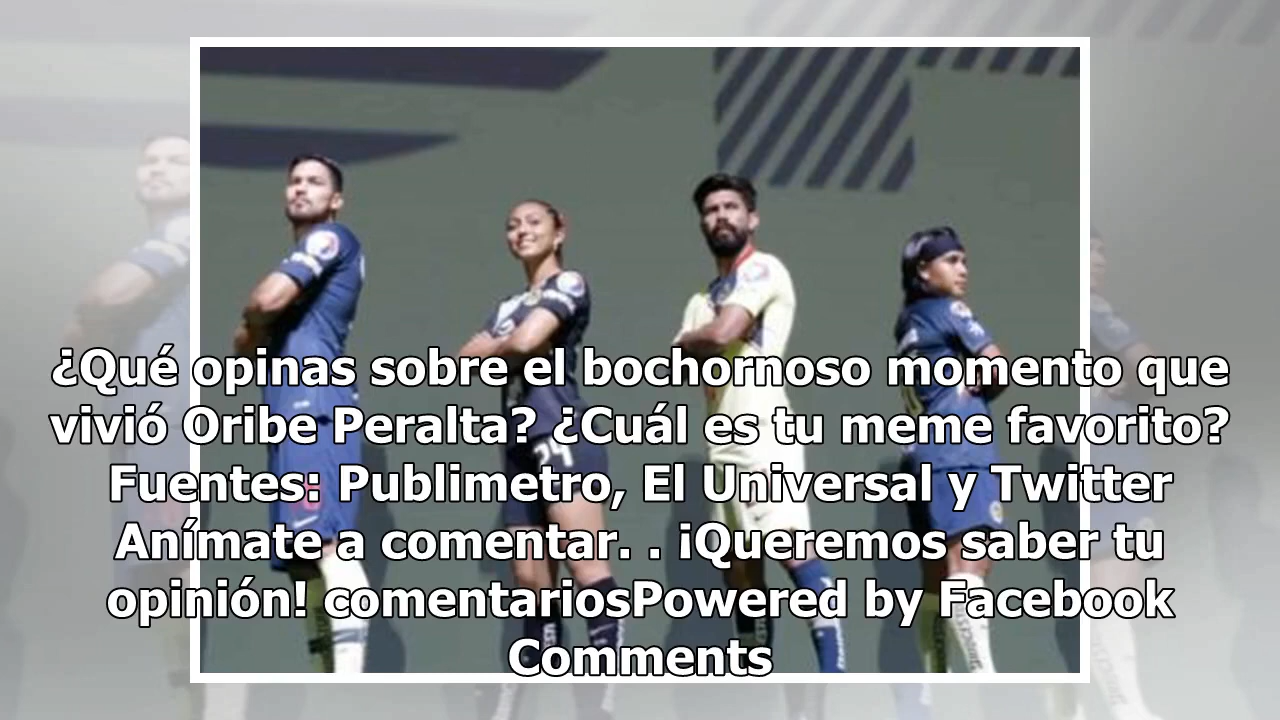 ¿Qué opinas sobre el bochornoso momento que
vivió Oribe Peralta? ¿Cuál es tu meme favorito?
Fuentes: Publimetro, El Universal y Twitter
Anímate a comentar. . ¡Queremos saber tu
opinión! comentariosPowered by Facebook
Comments
24